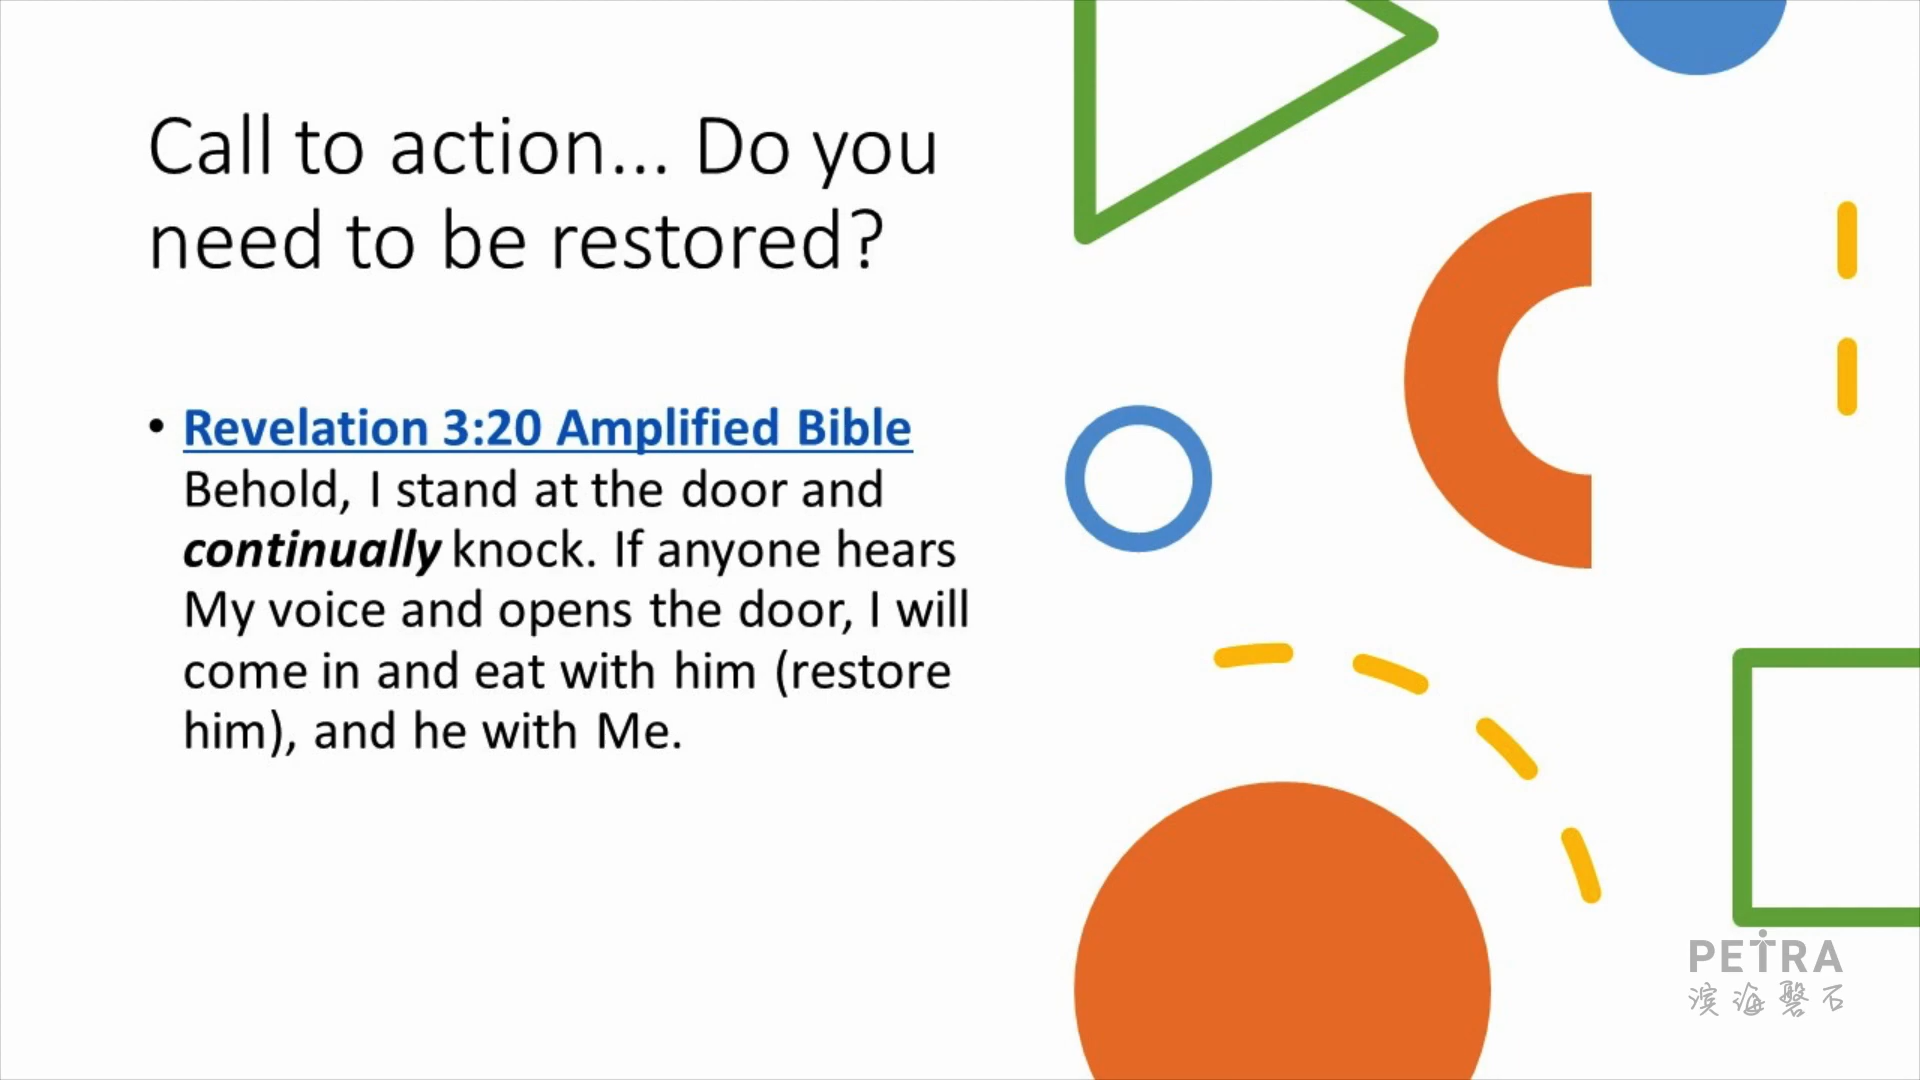 Call to action... Do you
need to be restored?
• Revelation 3:20 Amplified Bible
Behold, I stand at the door and
continually knock. If anyone hears
My voice and opens the door, I will
come in and eat with him (restore
him), and he with Me.
PETRA
滨海磐石